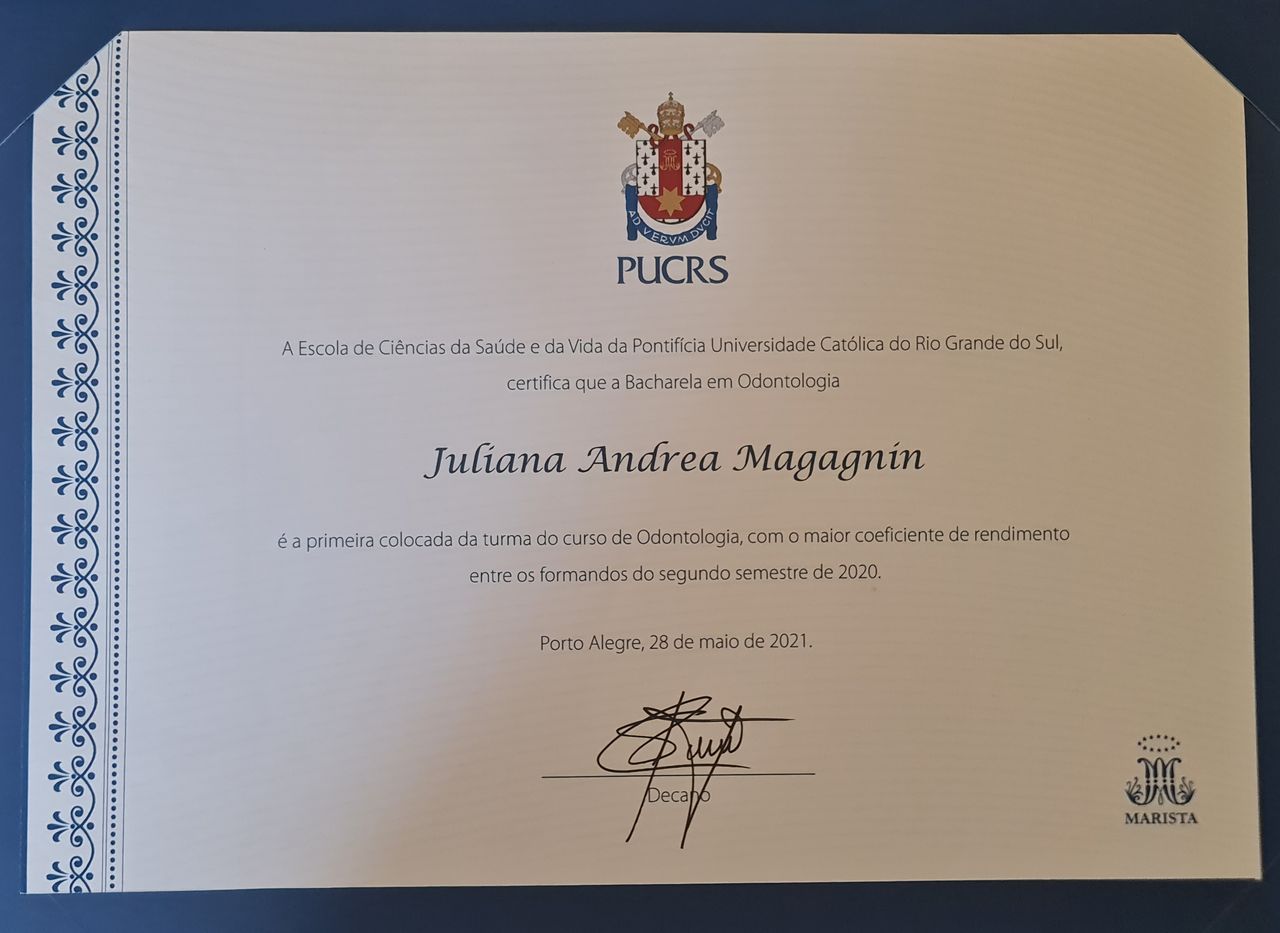 AD VERVM DVCIT
PUCRS
A Escola de Ciências da Saúde e da Vida da Pontifícia Universidade Católica do Rio Grande do Sul,
certifica que a Bacharela em Odontologia
Juliana Andrea Magagnin
é a primeira colocada da turma do curso de Odontologia, com o maior coeficiente de rendimento
entre os formandos do segundo semestre de 2020.
Porto Alegre, 28 de maio de 2021.
Decano
MARISTA